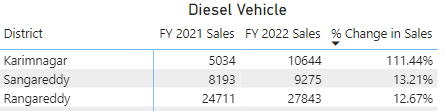 Diesel Vehicle
District FY 2021 Sales FY 2022 Sales % Change in Sales
Karimnagar 5034 10644 111.44%
Sangareddy 8193 9275 13.21%
Rangareddy 24711 27843 12.67%